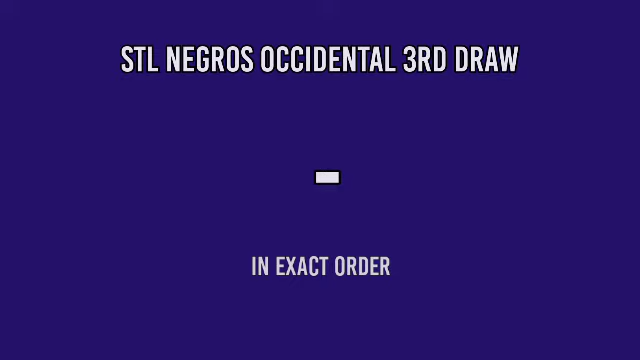 STL NEGROS OCCIDENTAL 3RD DRAW
-
IN EXACT ORDER